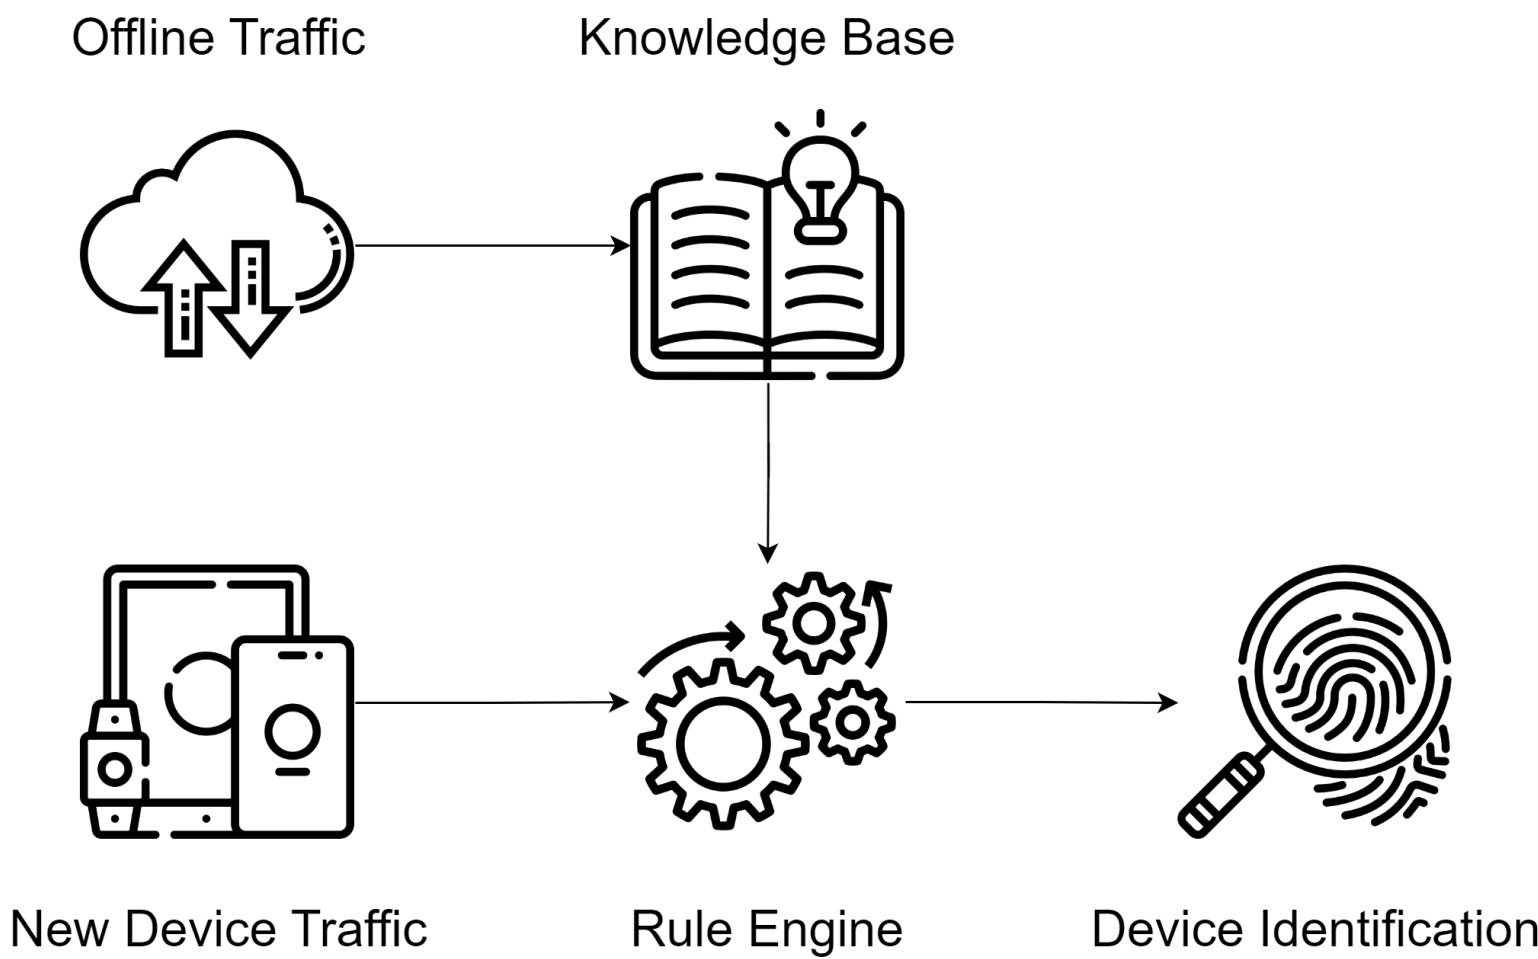 Offline Traffic
Knowledge Base
New Device Traffic
Rule Engine
Device Identification